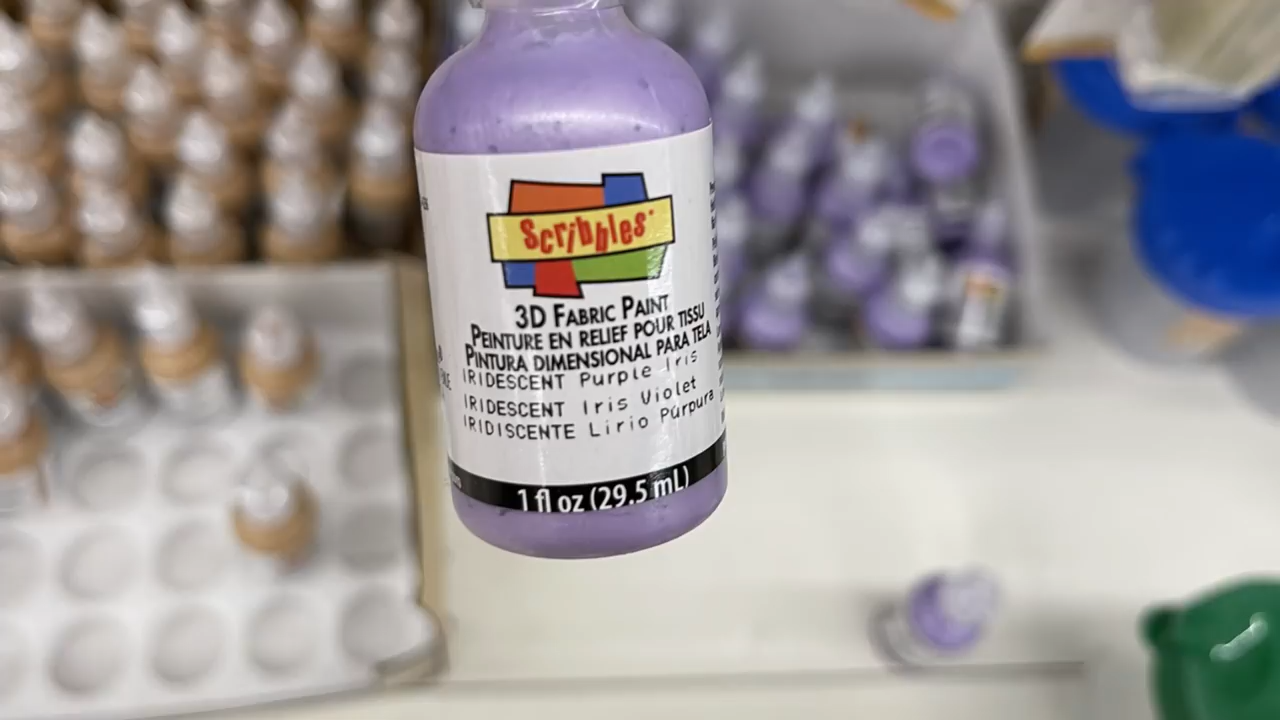 Scribbles
3D FABRIC PAINT
PEINTURE EN RELIEF POUR TISSU
PINTURA DIMENSIONAL PARA TELA
IRIDESCENT Purple Iris
IRIDESCENT Iris Violet
IRIDISCENTE Lirio Púrpura
1 fl oz (29.5 mL)